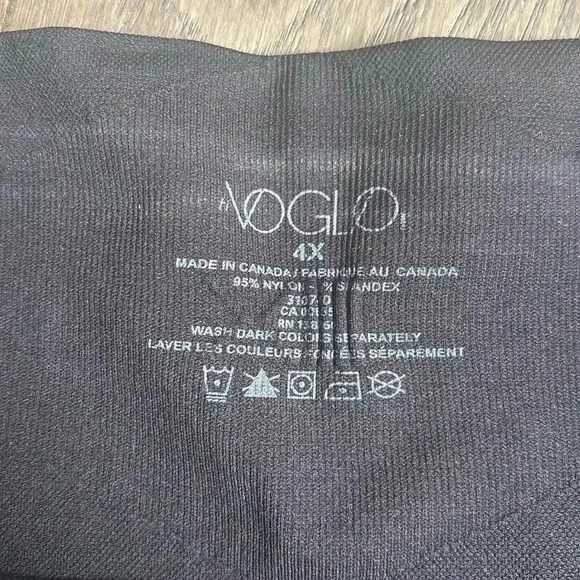 VOGLO
4X
MADE IN CANADA / FABRIQUÉ AU CANADA
95% NYLON - % SPANDEX
WASH DARK COLORS SEPARATELY
LAVER LES COULEURS FONCÉES SÉPARÉMENT